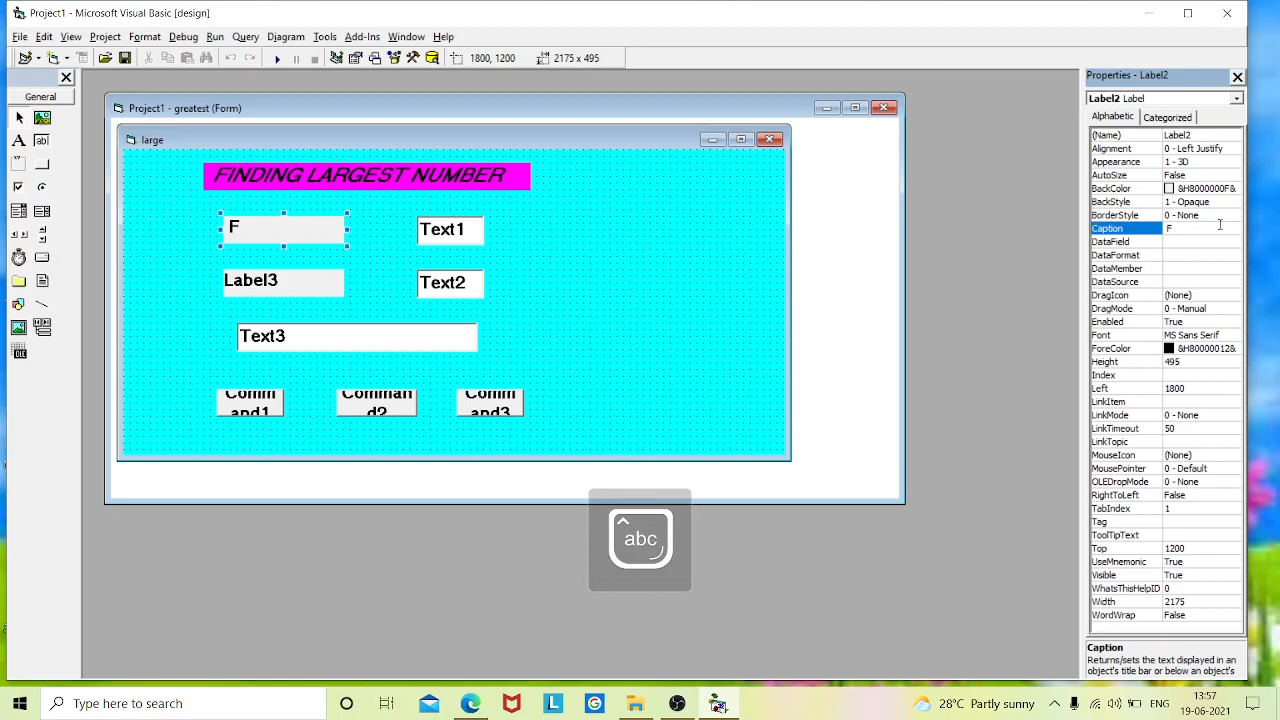 Project1 - Microsoft Visual Basic [design]
File Edit View Project Format Debug Run Query Diagram Tools Add-Ins Window Help
1800, 1200 2175 x 495
General
Project1 - greatest (Form)
large
FINDING LARGEST NUMBER
F Text1
Label3 Text2
Text3
Comm
and1
Comman
d2
Comm
and3
abc
Properties - Label2
Label2 Label
Alphabetic Categorized
(Name) Label2
Alignment 0 - Left Justify
Appearance 1 - 3D
AutoSize False
BackColor &H8000000F&
BackStyle 1 - Opaque
BorderStyle 0 - None
Caption F
DataField
DataFormat
DataMember
DataSource
DragIcon (None)
DragMode 0 - Manual
Enabled True
Font MS Sans Serif
ForeColor &H80000012&
Height 495
Index
Left 1800
LinkItem
LinkMode 0 - None
LinkTimeout 50
LinkTopic
MouseIcon (None)
MousePointer 0 - Default
OLEDropMode 0 - None
RightToLeft False
TabIndex 1
Tag
ToolTipText
Top 1200
UseMnemonic True
Visible True
WhatsThisHelpID 0
Width 2175
WordWrap False
Caption
Returns/sets the text displayed in an
object's title bar or below an object's
Type here to search
28°C Partly sunny
13:57
19-06-2021